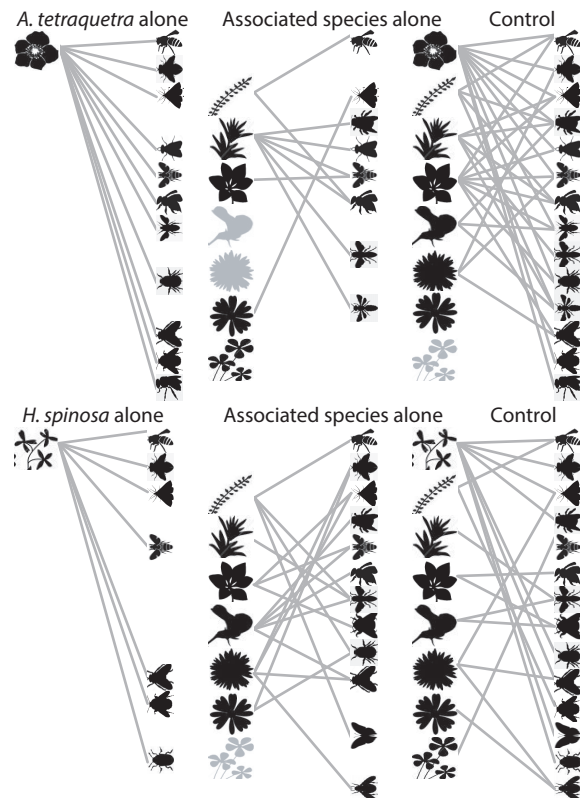 A. tetraquetra alone Associated species alone Control
H. spinosa alone Associated species alone Control